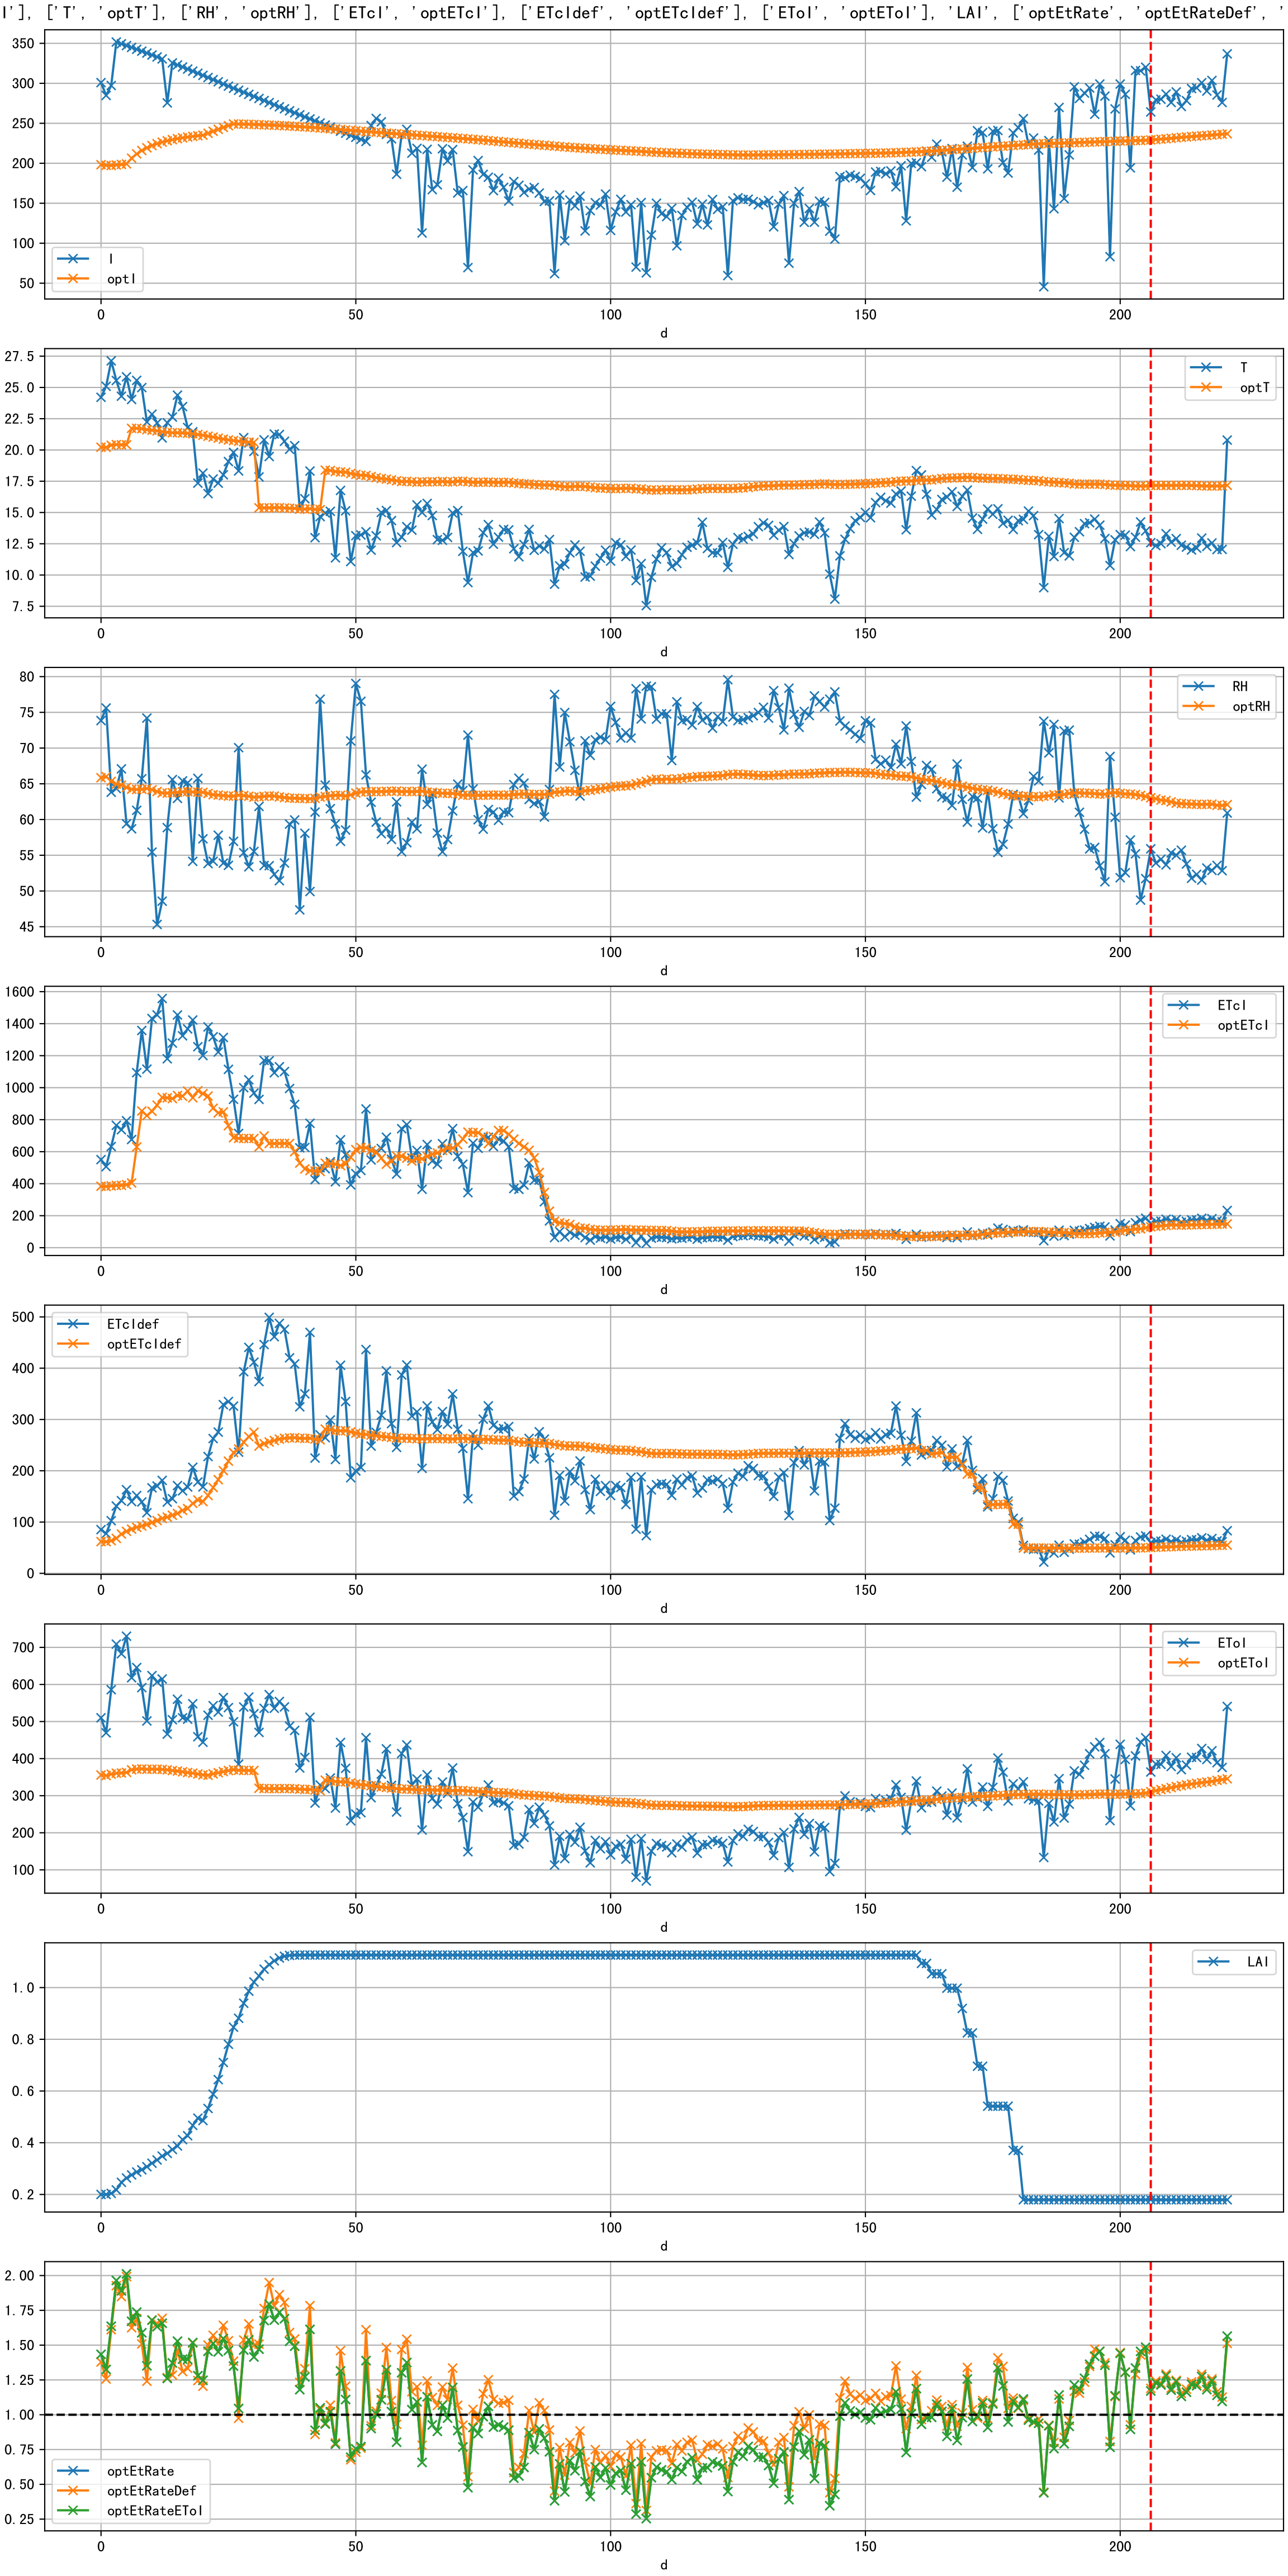 I'], ['T', 'optT'], ['RH', 'optRH'], ['ETcI', 'optETcI'], ['ETcIdef', 'optETcIdef'], ['EToI', 'optEToI'], 'LAI', ['optEtRate', 'optEtRateDef', '
350
300
250
200
150
100
50
I
optI
0 50 100 150 200
d
27.5
25.0
22.5
20.0
17.5
15.0
12.5
10.0
7.5
T
optT
0 50 100 150 200
d
80
75
70
65
60
55
50
45
RH
optRH
0 50 100 150 200
d
1600
1400
1200
1000
800
600
400
200
0
ETcI
optETcI
0 50 100 150 200
d
500
400
300
200
100
0
ETcIdef
optETcIdef
0 50 100 150 200
d
700
600
500
400
300
200
100
EToI
optEToI
0 50 100 150 200
d
1.0
0.8
0.6
0.4
0.2
LAI
0 50 100 150 200
d
2.00
1.75
1.50
1.25
1.00
0.75
0.50
0.25
optEtRate
optEtRateDef
optEtRateEToI
0 50 100 150 200
d